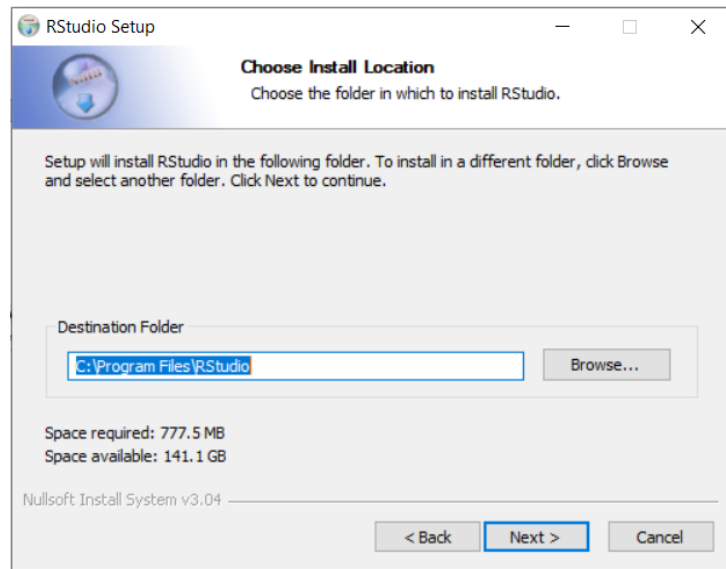 RStudio Setup
Choose Install Location
Choose the folder in which to install RStudio.
Setup will install RStudio in the following folder. To install in a different folder, click Browse
and select another folder. Click Next to continue.
Destination Folder
C:\Program Files\RStudio
Browse...
Space required: 777.5 MB
Space available: 141.1 GB
Nullsoft Install System v3.04
< Back
Next >
Cancel